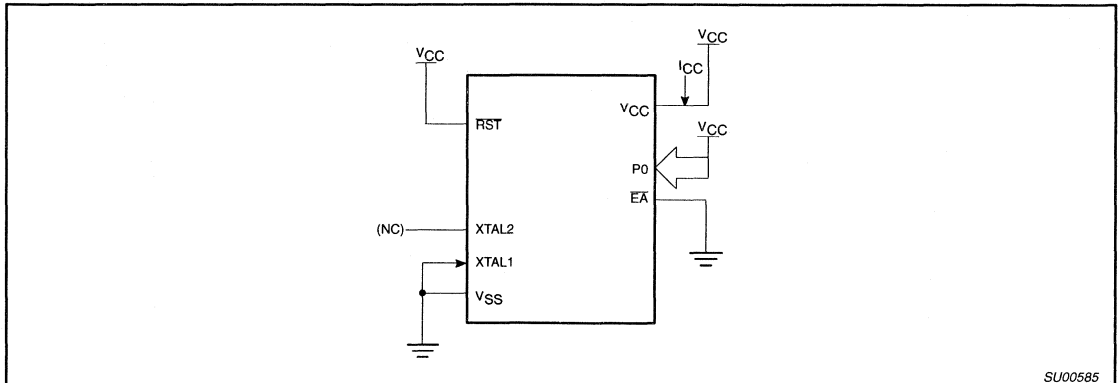 VCC
VCC
ICC
VCC
RST
VCC
P0
EA
(NC)
XTAL2
XTAL1
VSS
SU00585